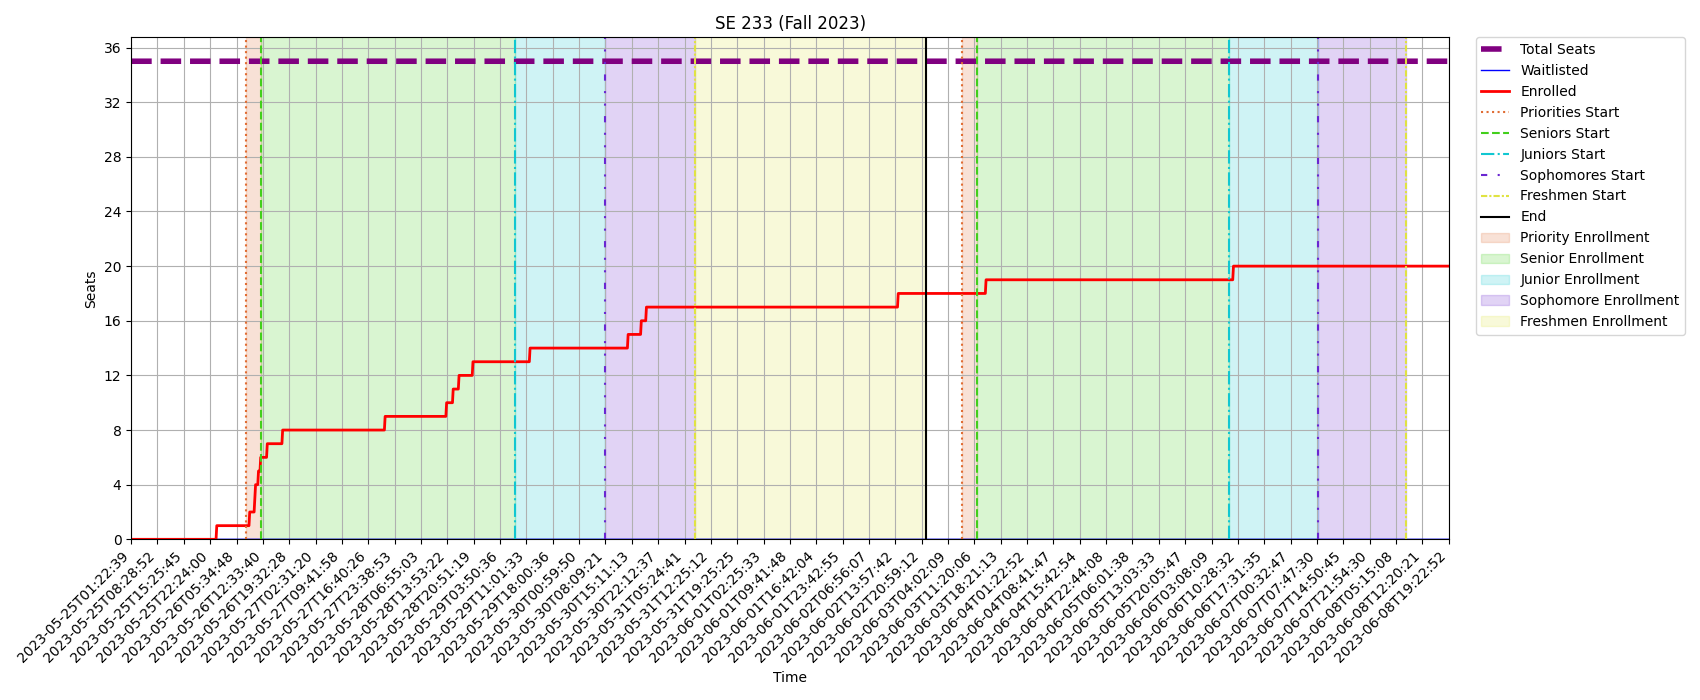 SE 233 (Fall 2023)
Seats
36
32
28
24
20
16
12
8
4
0
2023-05-25T01:22:39
2023-05-25T08:28:52
2023-05-25T15:25:45
2023-05-25T22:24:00
2023-05-26T05:34:48
2023-05-26T12:33:40
2023-05-26T19:32:28
2023-05-27T02:31:20
2023-05-27T09:41:58
2023-05-27T16:40:26
2023-05-27T23:38:53
2023-05-28T06:55:03
2023-05-28T13:53:22
2023-05-28T20:51:19
2023-05-29T03:50:36
2023-05-29T11:01:33
2023-05-29T18:00:36
2023-05-30T00:59:50
2023-05-30T08:09:21
2023-05-30T15:11:13
2023-05-30T22:12:37
2023-05-31T05:24:41
2023-05-31T12:25:12
2023-05-31T19:25:25
2023-06-01T02:25:33
2023-06-01T09:41:48
2023-06-01T16:42:04
2023-06-01T23:42:55
2023-06-02T06:56:07
2023-06-02T13:57:42
2023-06-02T20:59:12
2023-06-03T04:02:09
2023-06-03T11:20:06
2023-06-03T18:21:13
2023-06-04T01:22:52
2023-06-04T08:41:47
2023-06-04T15:42:54
2023-06-04T22:44:08
2023-06-05T06:01:38
2023-06-05T13:03:33
2023-06-05T20:05:47
2023-06-06T03:08:09
2023-06-06T10:28:32
2023-06-06T17:31:35
2023-06-07T00:32:47
2023-06-07T07:47:30
2023-06-07T14:50:45
2023-06-07T21:54:30
2023-06-08T05:15:08
2023-06-08T12:20:21
2023-06-08T19:22:52
Time
Total Seats
Waitlisted
Enrolled
Priorities Start
Seniors Start
Juniors Start
Sophomores Start
Freshmen Start
End
Priority Enrollment
Senior Enrollment
Junior Enrollment
Sophomore Enrollment
Freshmen Enrollment